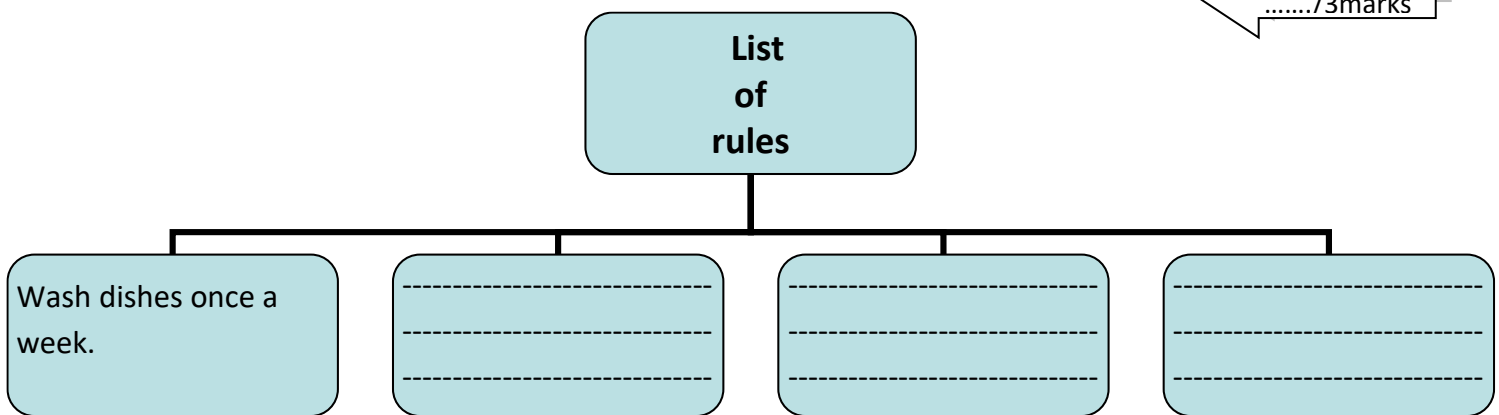 …..../3marks
List
of
rules
Wash dishes once a
week.